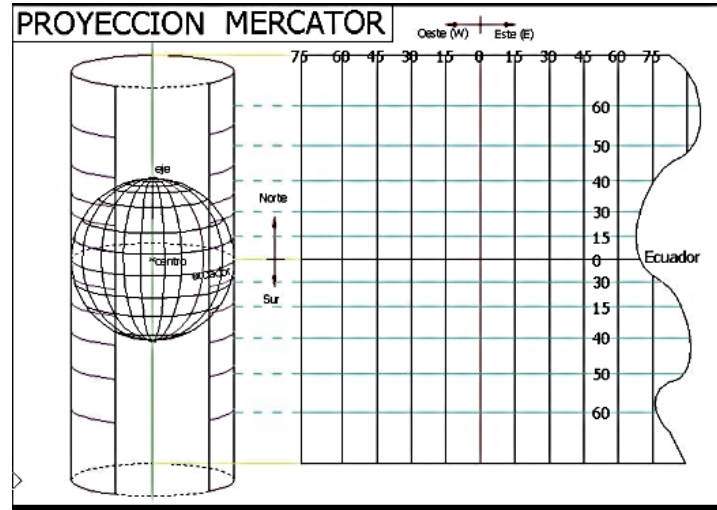 PROYECCION MERCATOR
Oeste (W) Este (E)
75 60 45 30 15 0 15 30 45 60 75
60
50
eje
40
Norte
30
15
centro
0 Ecuador
ecuador
30
Sur
15
40
50
60